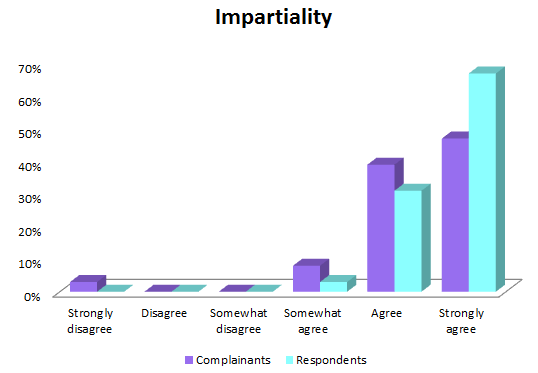 Impartiality
70%
60%
50%
40%
30%
20%
10%
0%
Strongly disagree
Disagree
Somewhat disagree
Somewhat agree
Agree
Strongly agree
Complainants
Respondents